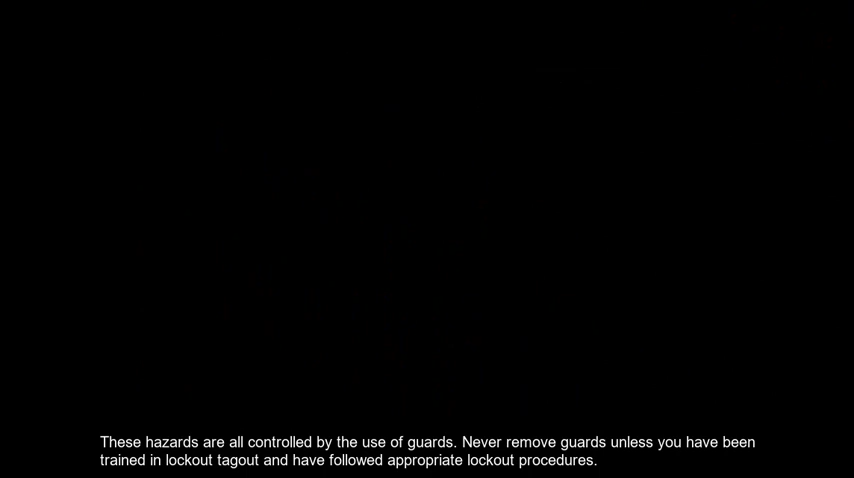 These hazards are all controlled by the use of guards. Never remove guards unless you have been
trained in lockout tagout and have followed appropriate lockout procedures.